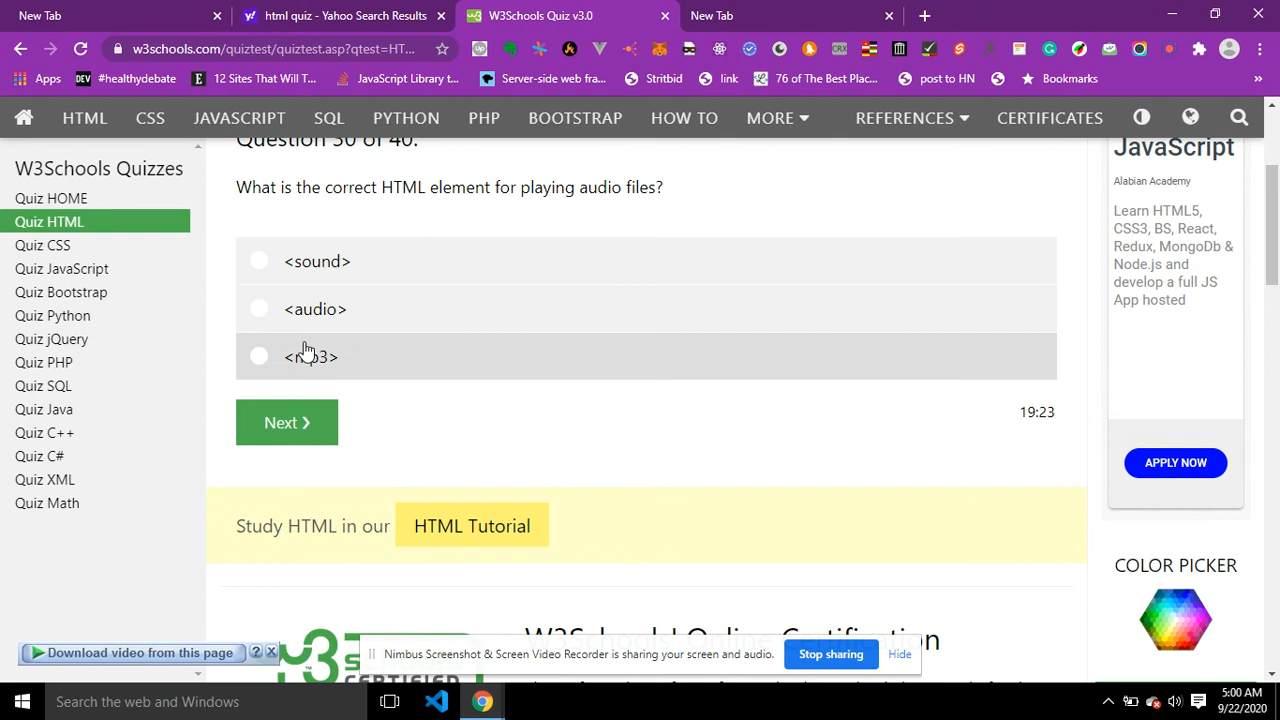 New Tab
html quiz - Yahoo Search Results
W3Schools Quiz v3.0
New Tab
w3schools.com/quiztest/quiztest.asp?qtest=HT...
Apps
DEV
#healthydebate
12 Sites That Will T...
JavaScript Library t...
Server-side web fra...
Stritbid
link
76 of The Best Plac...
post to HN
Bookmarks
HTML
CSS
JAVASCRIPT
SQL
PYTHON
PHP
BOOTSTRAP
HOW TO
MORE
REFERENCES
CERTIFICATES
W3Schools Quizzes
Quiz HOME
Quiz HTML
Quiz CSS
Quiz JavaScript
Quiz Bootstrap
Quiz Python
Quiz jQuery
Quiz PHP
Quiz SQL
Quiz Java
Quiz C++
Quiz C#
Quiz XML
Quiz Math
Question 30 of 40:
What is the correct HTML element for playing audio files?
<sound>
<audio>
<mp3>
Next ❯
19:23
Study HTML in our
HTML Tutorial
W3Schools' Online Certification
JavaScript
Alabian Academy
Learn HTML5,
CSS3, BS, React,
Redux, MongoDb &
Node.js and
develop a full JS
App hosted
APPLY NOW
COLOR PICKER
Download video from this page
Nimbus Screenshot & Screen Video Recorder is sharing your screen and audio.
Stop sharing
Hide
Search the web and Windows
5:00 AM
9/22/2020